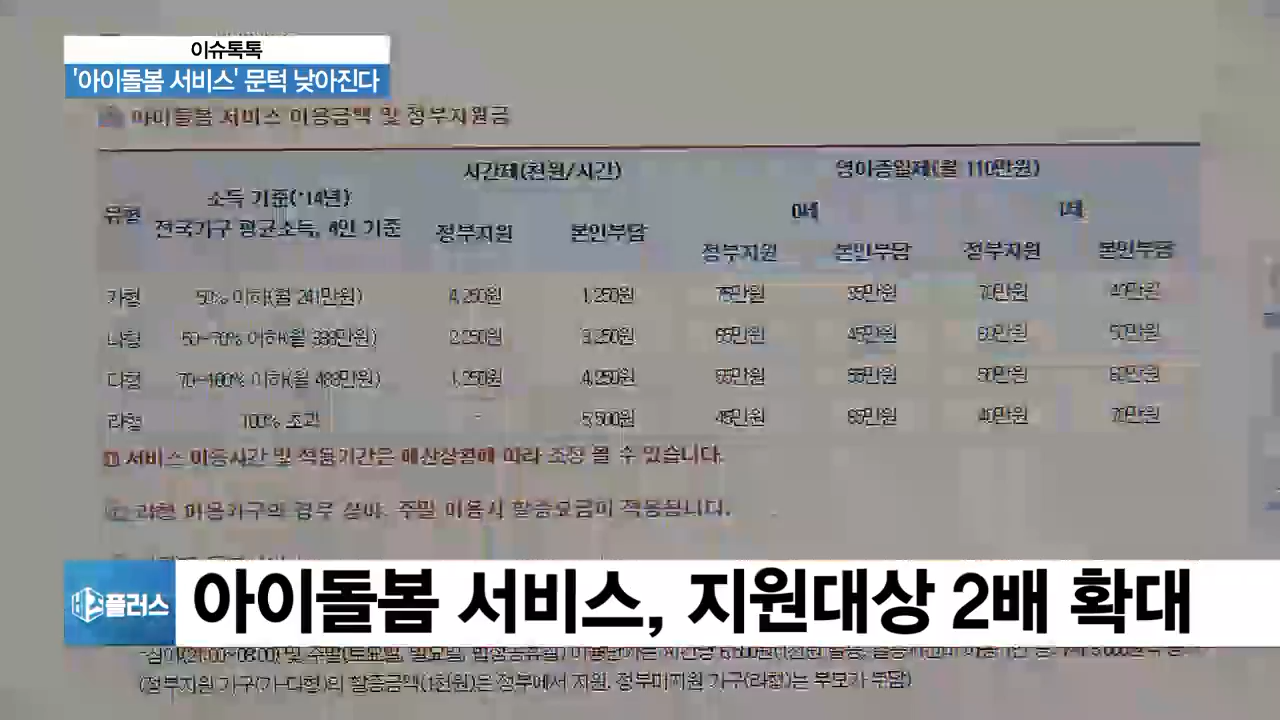 이슈톡톡
'아이돌봄 서비스' 문턱 낮아진다
아이돌봄 서비스 이용금액 및 정부지원금
유형 소득 기준('14년) 전국가구 평균소득, 4인 기준 시간제(천원/시간) 영아종일제(월 110만원)
0세 1세
정부지원 본인부담 정부지원 본인부담 정부지원 본인부담
가형 50% 이하(월 241만원) 4,250원 1,250원 75만원 35만원 70만원 40만원
나형 50~70% 이하(월 338만원) 2,250원 3,250원 65만원 45만원 60만원 50만원
다형 70~100% 이하(월 483만원) 1,250원 4,250원 55만원 55만원 50만원 60만원
라형 100% 초과 - 5,500원 45만원 65만원 40만원 70만원
서비스 이용시간 및 적용기간은 예산상황에 따라 조정 될 수 있습니다.
라형 이용가구의 경우 심야, 주말 이용시 할증요금이 적용됩니다.
플러스
아이돌봄 서비스, 지원대상 2배 확대
(정부지원 가구(가~다형)의 할증금액(1천원)은 정부에서 지원, 정부미지원 가구(라형)는 부모가 부담)